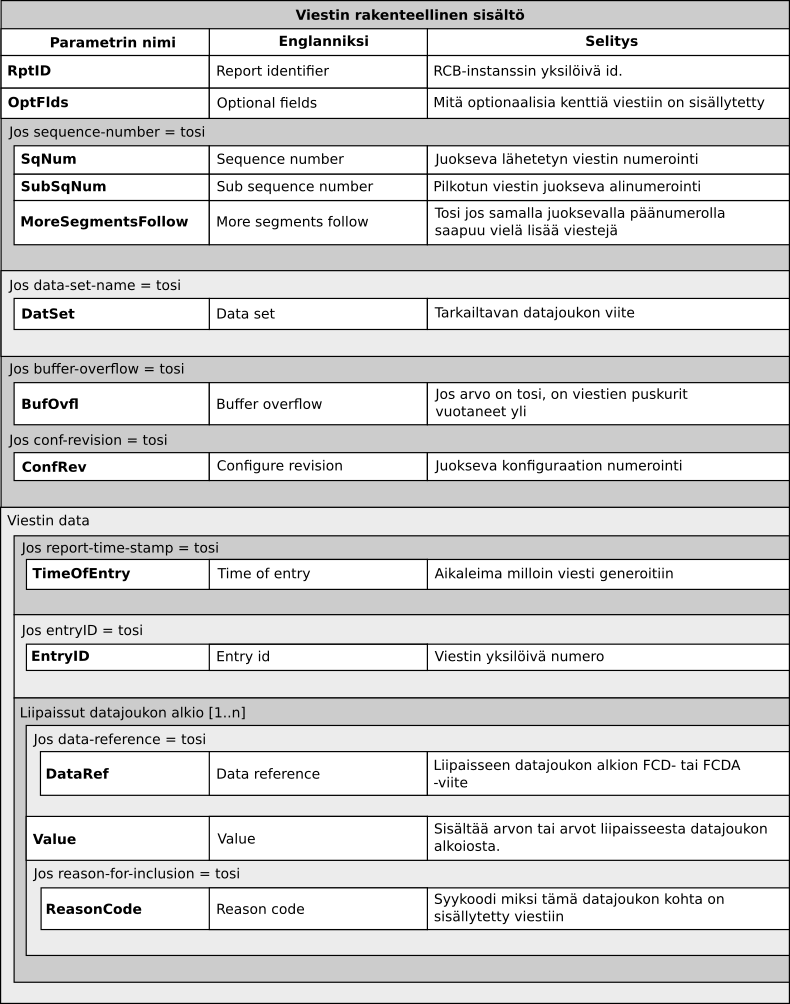 Viestin rakenteellinen sisältö
Parametrin nimi Englanniksi Selitys
RptID Report identifier RCB-instanssin yksilöivä id.
OptFlds Optional fields Mitä optionaalisia kenttiä viestiin on sisällytetty
Jos sequence-number = tosi
SqNum Sequence number Juokseva lähetetyn viestin numerointi
SubSqNum Sub sequence number Pilkotun viestin juokseva alinumerointi
MoreSegmentsFollow More segments follow Tosi jos samalla juoksevalla päänumerolla
saapuu vielä lisää viestejä
Jos data-set-name = tosi
DatSet Data set Tarkailtavan datajoukon viite
Jos buffer-overflow = tosi
BufOvfl Buffer overflow Jos arvo on tosi, on viestien puskurit
vuotaneet yli
Jos conf-revision = tosi
ConfRev Configure revision Juokseva konfiguraation numerointi
Viestin data
Jos report-time-stamp = tosi
TimeOfEntry Time of entry Aikaleima milloin viesti generoitiin
Jos entryID = tosi
EntryID Entry id Viestin yksilöivä numero
Liipaissut datajoukon alkio [1..n]
Jos data-reference = tosi
DataRef Data reference Liipaisseen datajoukon alkion FCD- tai FCDA
-viite
Value Value Sisältää arvon tai arvot liipaisseesta datajoukon
alkoiosta.
Jos reason-for-inclusion = tosi
ReasonCode Reason code Syykoodi miksi tämä datajoukon kohta on
sisällytetty viestiin